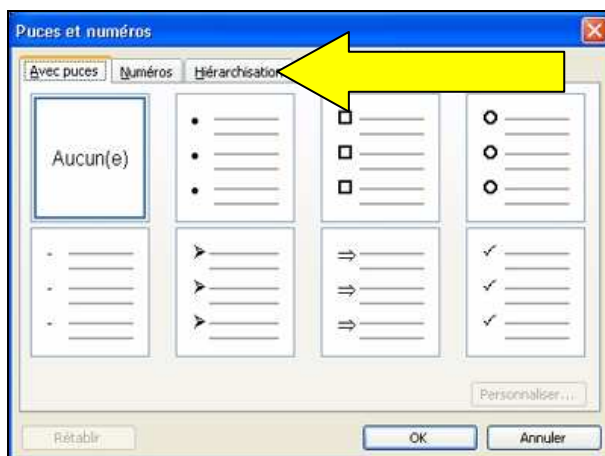 Puces et numéros
Avec puces Numéros Hiérarchisation
Aucun(e)
Personnaliser...
Rétablir OK Annuler